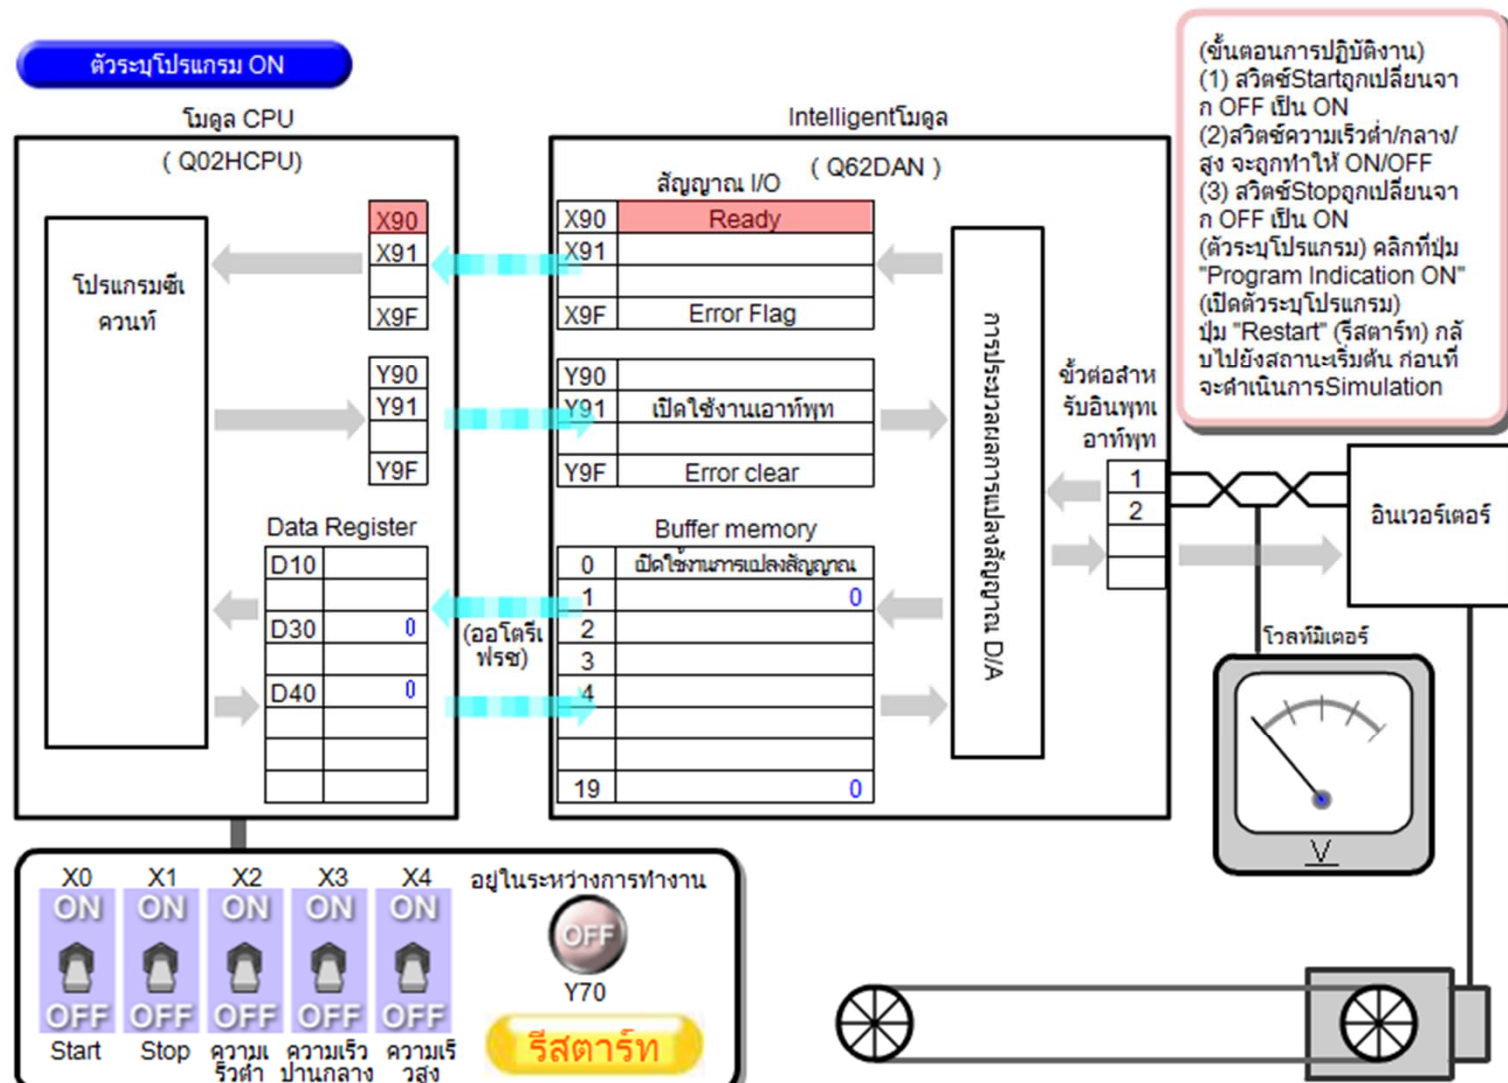 ตัวระบุโปรแกรม ON
(ขั้นตอนการปฏิบัติงาน)
(1) สวิตช์Startถูกเปลี่ยนจา
ก OFF เป็น ON
(2)สวิตช์ความเร็วต่ำ/กลาง/
สูง จะถูกทำให้ ON/OFF
(3) สวิตช์Stopถูกเปลี่ยนจา
ก OFF เป็น ON
(ตัวระบุโปรแกรม) คลิกที่ปุ่ม
"Program Indication ON"
(เปิดตัวระบุโปรแกรม)
ปุ่ม "Restart" (รีสตาร์ท) กลั
บไปยังสถานะเริ่มต้น ก่อนที่
จะดำเนินการSimulation
โมดูล CPU
( Q02HCPU)
โปรแกรมซีเ
ควนท์
X90
X91
X9F
Y90
Y91
Y9F
Data Register
D10
D30 0
D40 0
(ออโตรีเ
ฟรช)
Intelligentโมดูล
( Q62DAN )
สัญญาณ I/O
X90 Ready
X91
X9F Error Flag
Y90
Y91 เปิดใช้งานเอาท์พุท
Y9F Error clear
Buffer memory
0 เปิดใช้งานการแปลงสัญญาณ
1 0
2
3
4
19 0
การประมวลผลการแปลงสัญญาณ D/A
ขั้วต่อสำห
รับอินพุทเ
อาท์พุท
1
2
อินเวอร์เตอร์
โวลท์มิเตอร์
V
X0 X1 X2 X3 X4
ON ON ON ON ON
OFF OFF OFF OFF OFF
Start Stop ความเ ความเร็ว ความเร็
ร็วต่ำ ปานกลาง วสูง
อยู่ในระหว่างการทำงาน
OFF
Y70
รีสตาร์ท